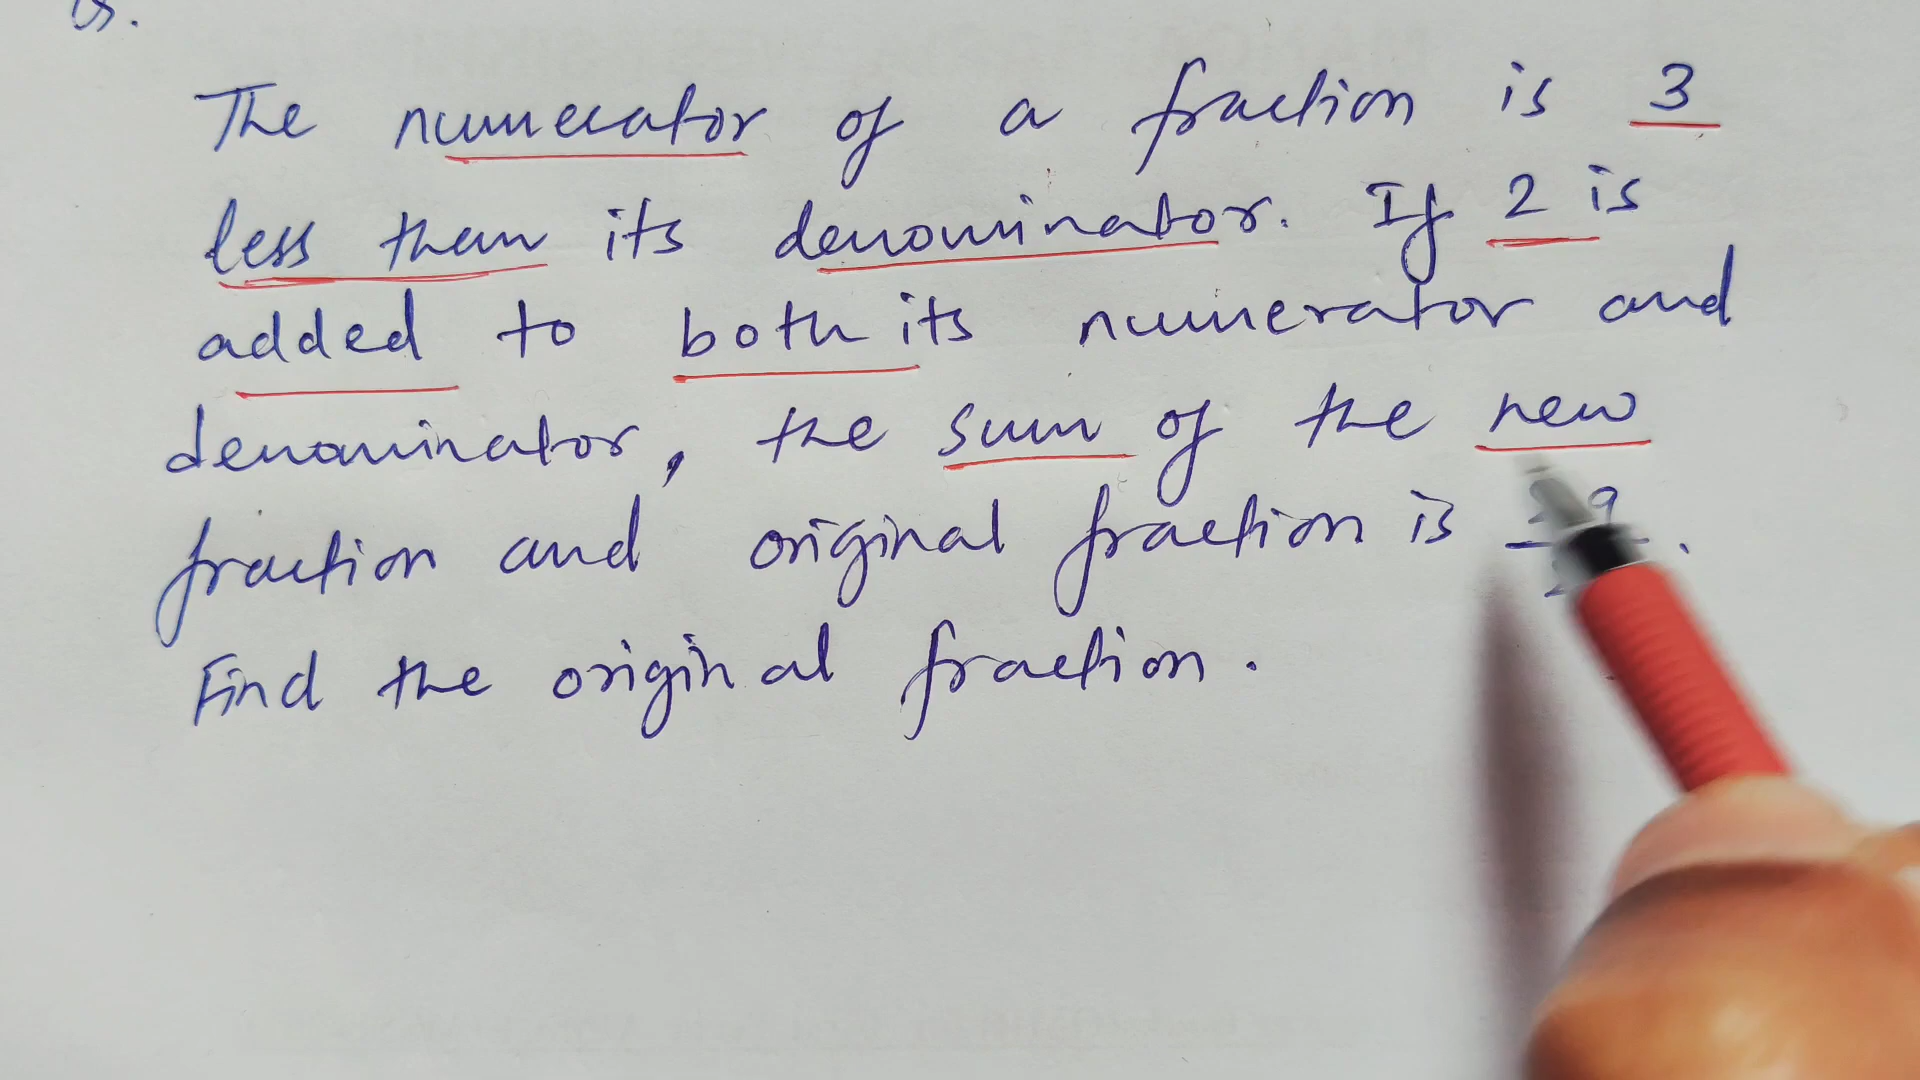 The numerator of a fraction is 3
less than its denominator. If 2 is
added to both its numerator and
denominator, the sum of the new
fraction and original fraction is
Find the original fraction.